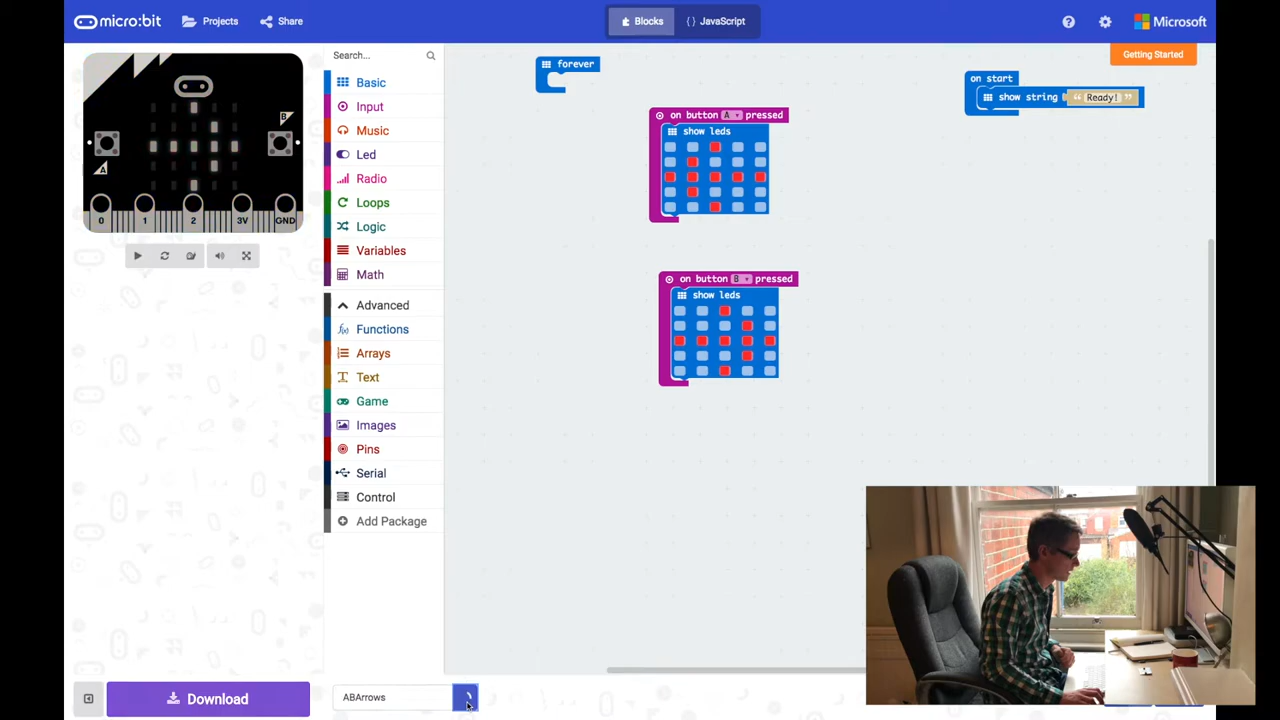 micro:bit
Projects
Share
Blocks
{ } JavaScript
?
Microsoft
Getting Started
Search...
Basic
Input
Music
Led
Radio
Loops
Logic
Variables
Math
Advanced
Functions
Arrays
Text
Game
Images
Pins
Serial
Control
Add Package
A
B
0 1 2 3V GND
forever
on button A pressed
show leds
on button B pressed
show leds
on start
show string “ Ready! ”
Download
ABArrows